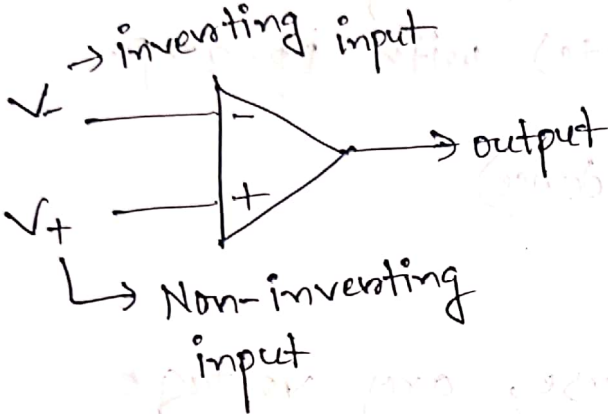 → inverting input
V-
-
→ output
+
V+
→ Non-inverting
input